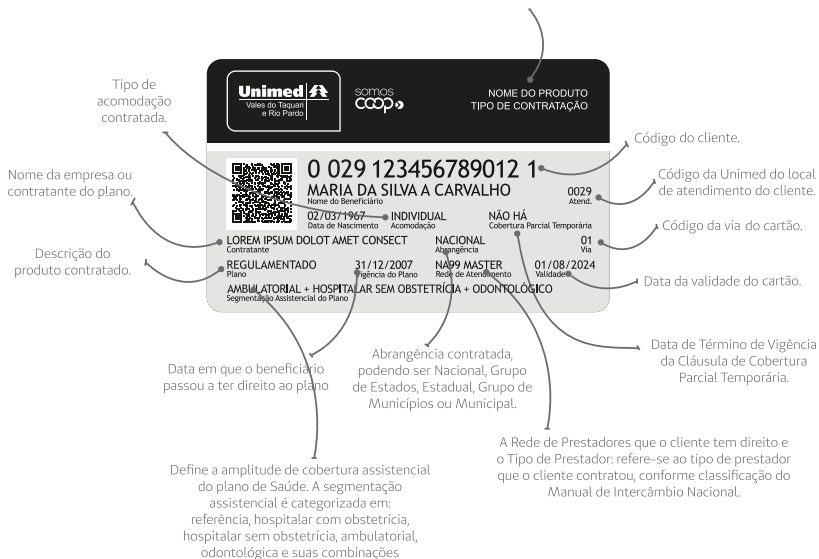 Unimed
Vales do Taquari
e Rio Pardo
somos
coop
NOME DO PRODUTO
TIPO DE CONTRATAÇÃO
Tipo de
acomodação
contratada.
Nome da empresa ou
contratante do plano.
Descrição do
produto contratado.
0 029 123456789012 1
MARIA DA SILVA A CARVALHO
Nome do Beneficiário
0029
Atend.
02/03/1967
Data de Nascimento
INDIVIDUAL
Acomodação
NÃO HÁ
Cobertura Parcial Temporária
LOREM IPSUM DOLOT AMET CONSECT
Contratante
NACIONAL
Abrangência
01
Via
REGULAMENTADO
Plano
31/12/2007
Vigência do Plano
NA99 MASTER
Rede de Atendimento
01/08/2024
Validade
AMBULATORIAL + HOSPITALAR SEM OBSTETRÍCIA + ODONTOLÓGICO
Segmentação Assistencial do Plano
Código do cliente.
Código da Unimed do local
de atendimento do cliente.
Código da via do cartão.
Data da validade do cartão.
Data de Término de Vigência
da Cláusula de Cobertura
Parcial Temporária.
Data em que o beneficiário
passou a ter direito ao plano
Abrangência contratada,
podendo ser Nacional, Grupo
de Estados, Estadual, Grupo de
Municípios ou Municipal.
A Rede de Prestadores que o cliente tem direito e
o Tipo de Prestador: refere-se ao tipo de prestador
que o cliente contratou, conforme classificação do
Manual de Intercâmbio Nacional.
Define a amplitude de cobertura assistencial
do plano de Saúde. A segmentação
assistencial é categorizada em:
referência, hospitalar com obstetrícia,
hospitalar sem obstetrícia, ambulatorial,
odontológica e suas combinações